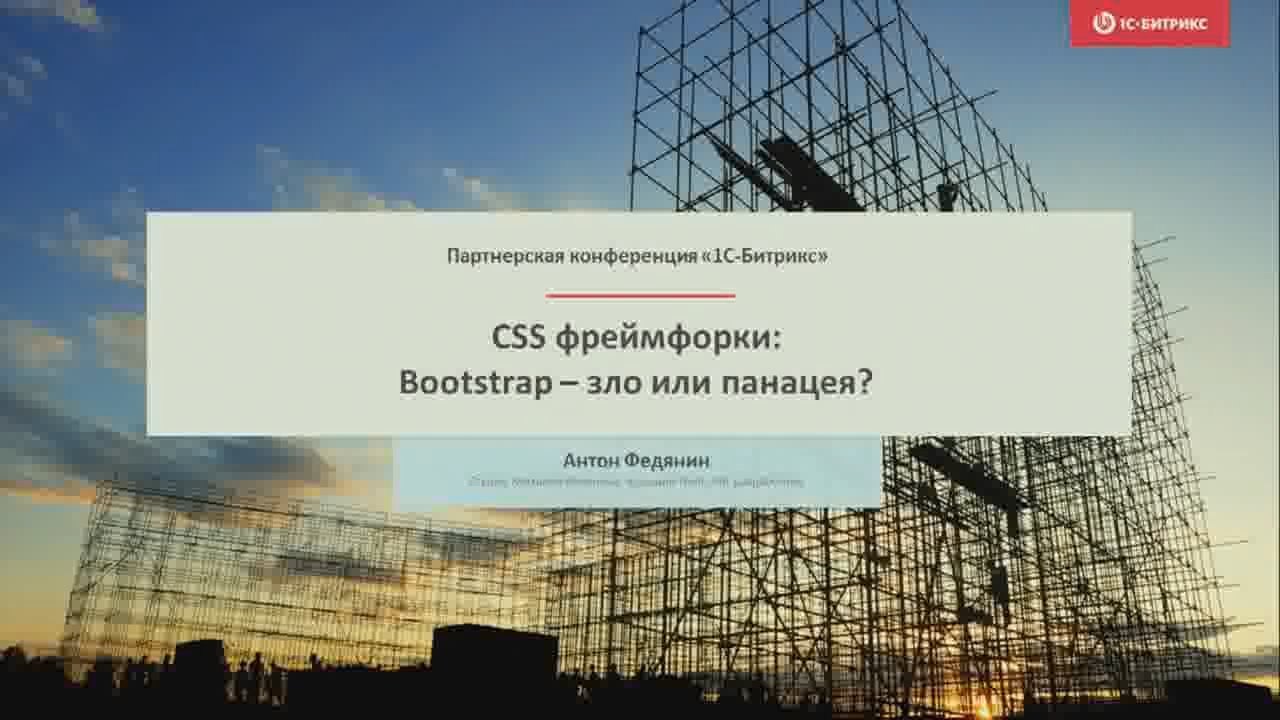 1С-БИТРИКС
Партнерская конференция «1С-Битрикс»
CSS фреймфорки:
Bootstrap – зло или панацея?
Антон Федянин